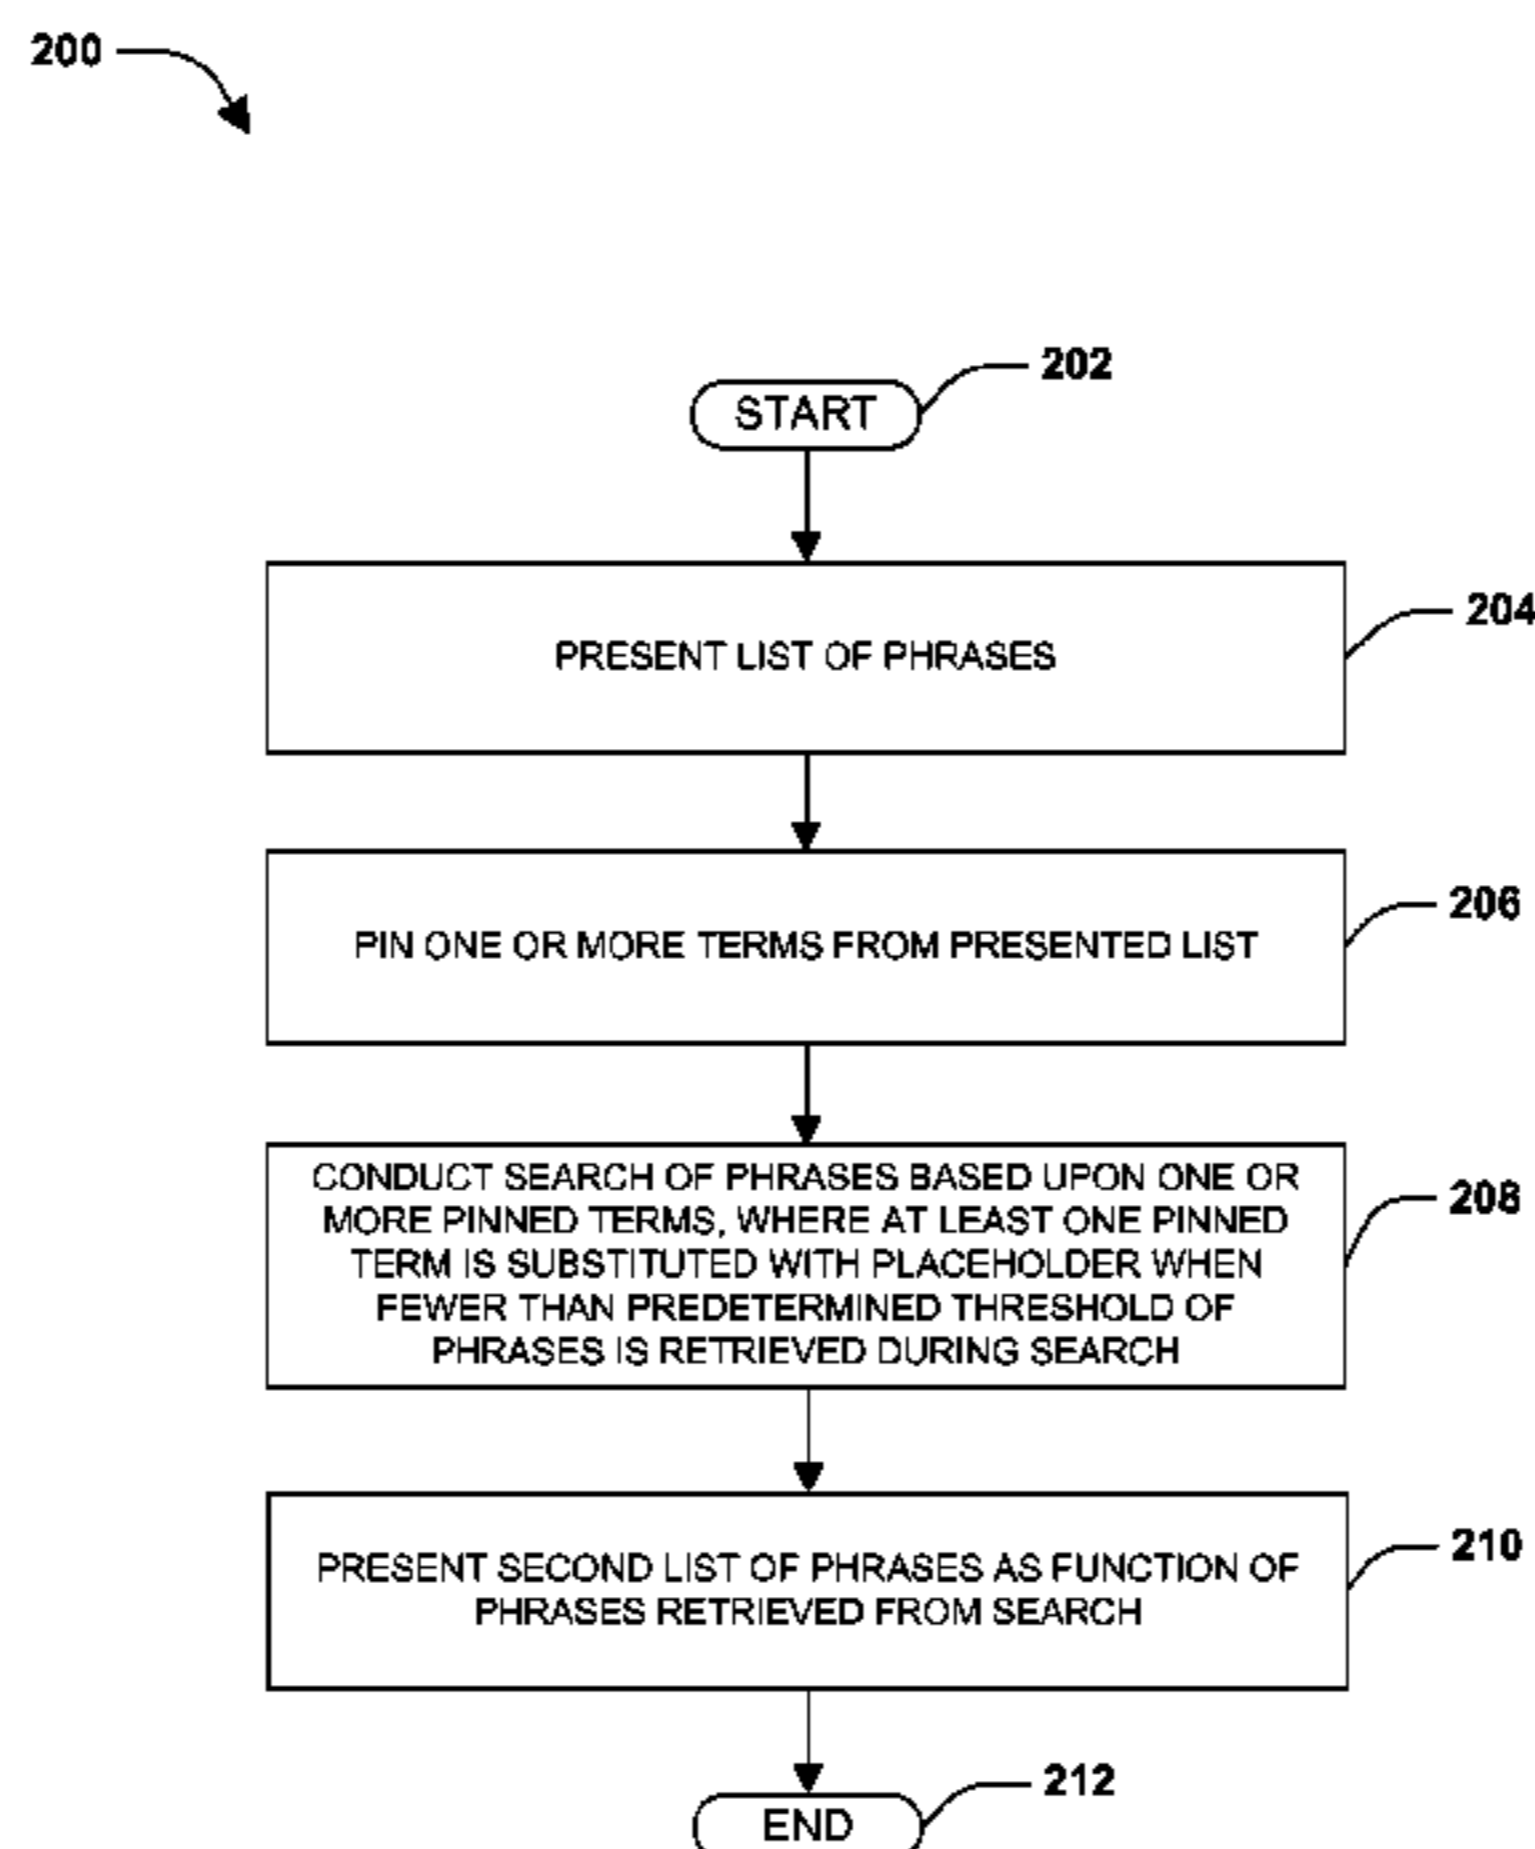 200
202
START
204
PRESENT LIST OF PHRASES
206
PIN ONE OR MORE TERMS FROM PRESENTED LIST
208
CONDUCT SEARCH OF PHRASES BASED UPON ONE OR
MORE PINNED TERMS, WHERE AT LEAST ONE PINNED
TERM IS SUBSTITUTED WITH PLACEHOLDER WHEN
FEWER THAN PREDETERMINED THRESHOLD OF
PHRASES IS RETRIEVED DURING SEARCH
210
PRESENT SECOND LIST OF PHRASES AS FUNCTION OF
PHRASES RETRIEVED FROM SEARCH
212
END